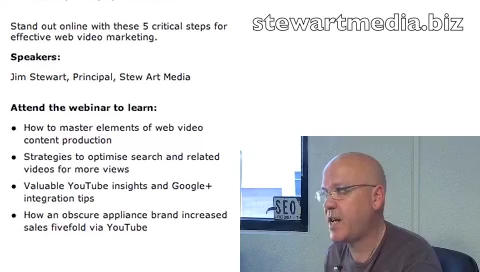 Stand out online with these 5 critical steps for
effective web video marketing.
stewartmedia.biz
Speakers:
Jim Stewart, Principal, Stew Art Media
Attend the webinar to learn:
● How to master elements of web video
content production
● Strategies to optimise search and related
videos for more views
● Valuable YouTube insights and Google+
integration tips
● How an obscure appliance brand increased
sales fivefold via YouTube
SEO